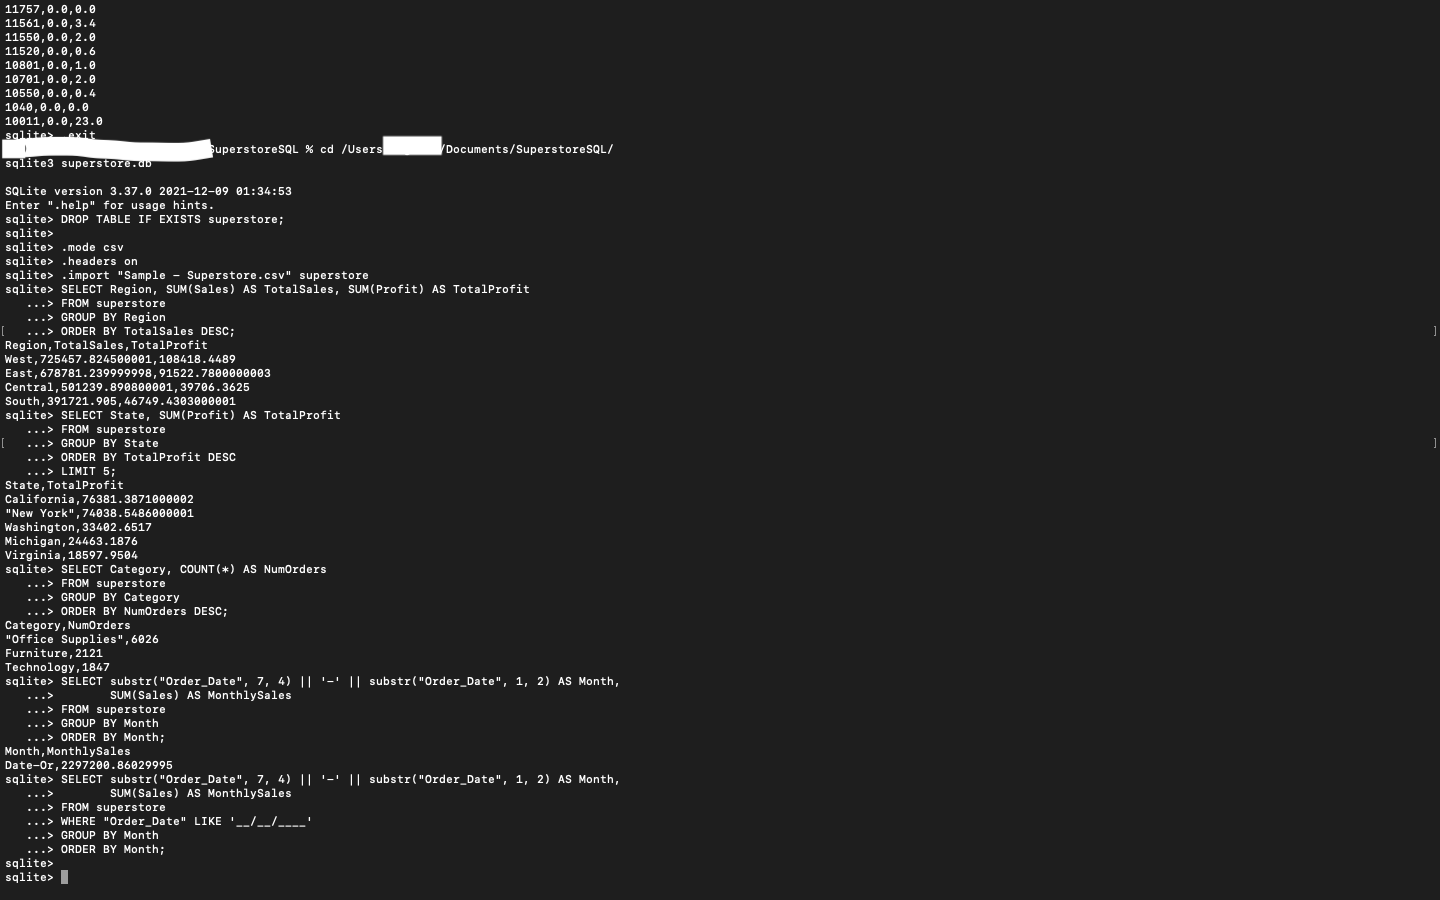 11757,0.0,0.0
11561,0.0,3.4
11550,0.0,2.0
11520,0.0,0.6
10801,0.0,1.0
10701,0.0,2.0
10550,0.0,0.4
1040,0.0,0.0
10011,0.0,23.0
sqlite> .exit
SuperstoreSQL % cd /Users /Documents/SuperstoreSQL/
sqlite3 superstore.db
SQLite version 3.37.0 2021-12-09 01:34:53
Enter ".help" for usage hints.
sqlite> DROP TABLE IF EXISTS superstore;
sqlite>
sqlite> .mode csv
sqlite> .headers on
sqlite> .import "Sample - Superstore.csv" superstore
sqlite> SELECT Region, SUM(Sales) AS TotalSales, SUM(Profit) AS TotalProfit
   ...> FROM superstore
   ...> GROUP BY Region
[   ...> ORDER BY TotalSales DESC; ]
Region,TotalSales,TotalProfit
West,725457.824500001,108418.4489
East,678781.239999998,91522.7800000003
Central,501239.890800001,39706.3625
South,391721.905,46749.4303000001
sqlite> SELECT State, SUM(Profit) AS TotalProfit
   ...> FROM superstore
[   ...> GROUP BY State ]
   ...> ORDER BY TotalProfit DESC
   ...> LIMIT 5;
State,TotalProfit
California,76381.3871000002
"New York",74038.5486000001
Washington,33402.6517
Michigan,24463.1876
Virginia,18597.9504
sqlite> SELECT Category, COUNT(*) AS NumOrders
   ...> FROM superstore
   ...> GROUP BY Category
   ...> ORDER BY NumOrders DESC;
Category,NumOrders
"Office Supplies",6026
Furniture,2121
Technology,1847
sqlite> SELECT substr("Order_Date", 7, 4) || '-' || substr("Order_Date", 1, 2) AS Month,
   ...>        SUM(Sales) AS MonthlySales
   ...> FROM superstore
   ...> GROUP BY Month
   ...> ORDER BY Month;
Month,MonthlySales
Date-Or,2297200.86029995
sqlite> SELECT substr("Order_Date", 7, 4) || '-' || substr("Order_Date", 1, 2) AS Month,
   ...>        SUM(Sales) AS MonthlySales
   ...> FROM superstore
   ...> WHERE "Order_Date" LIKE '__/__/____'
   ...> GROUP BY Month
   ...> ORDER BY Month;
sqlite>
sqlite>